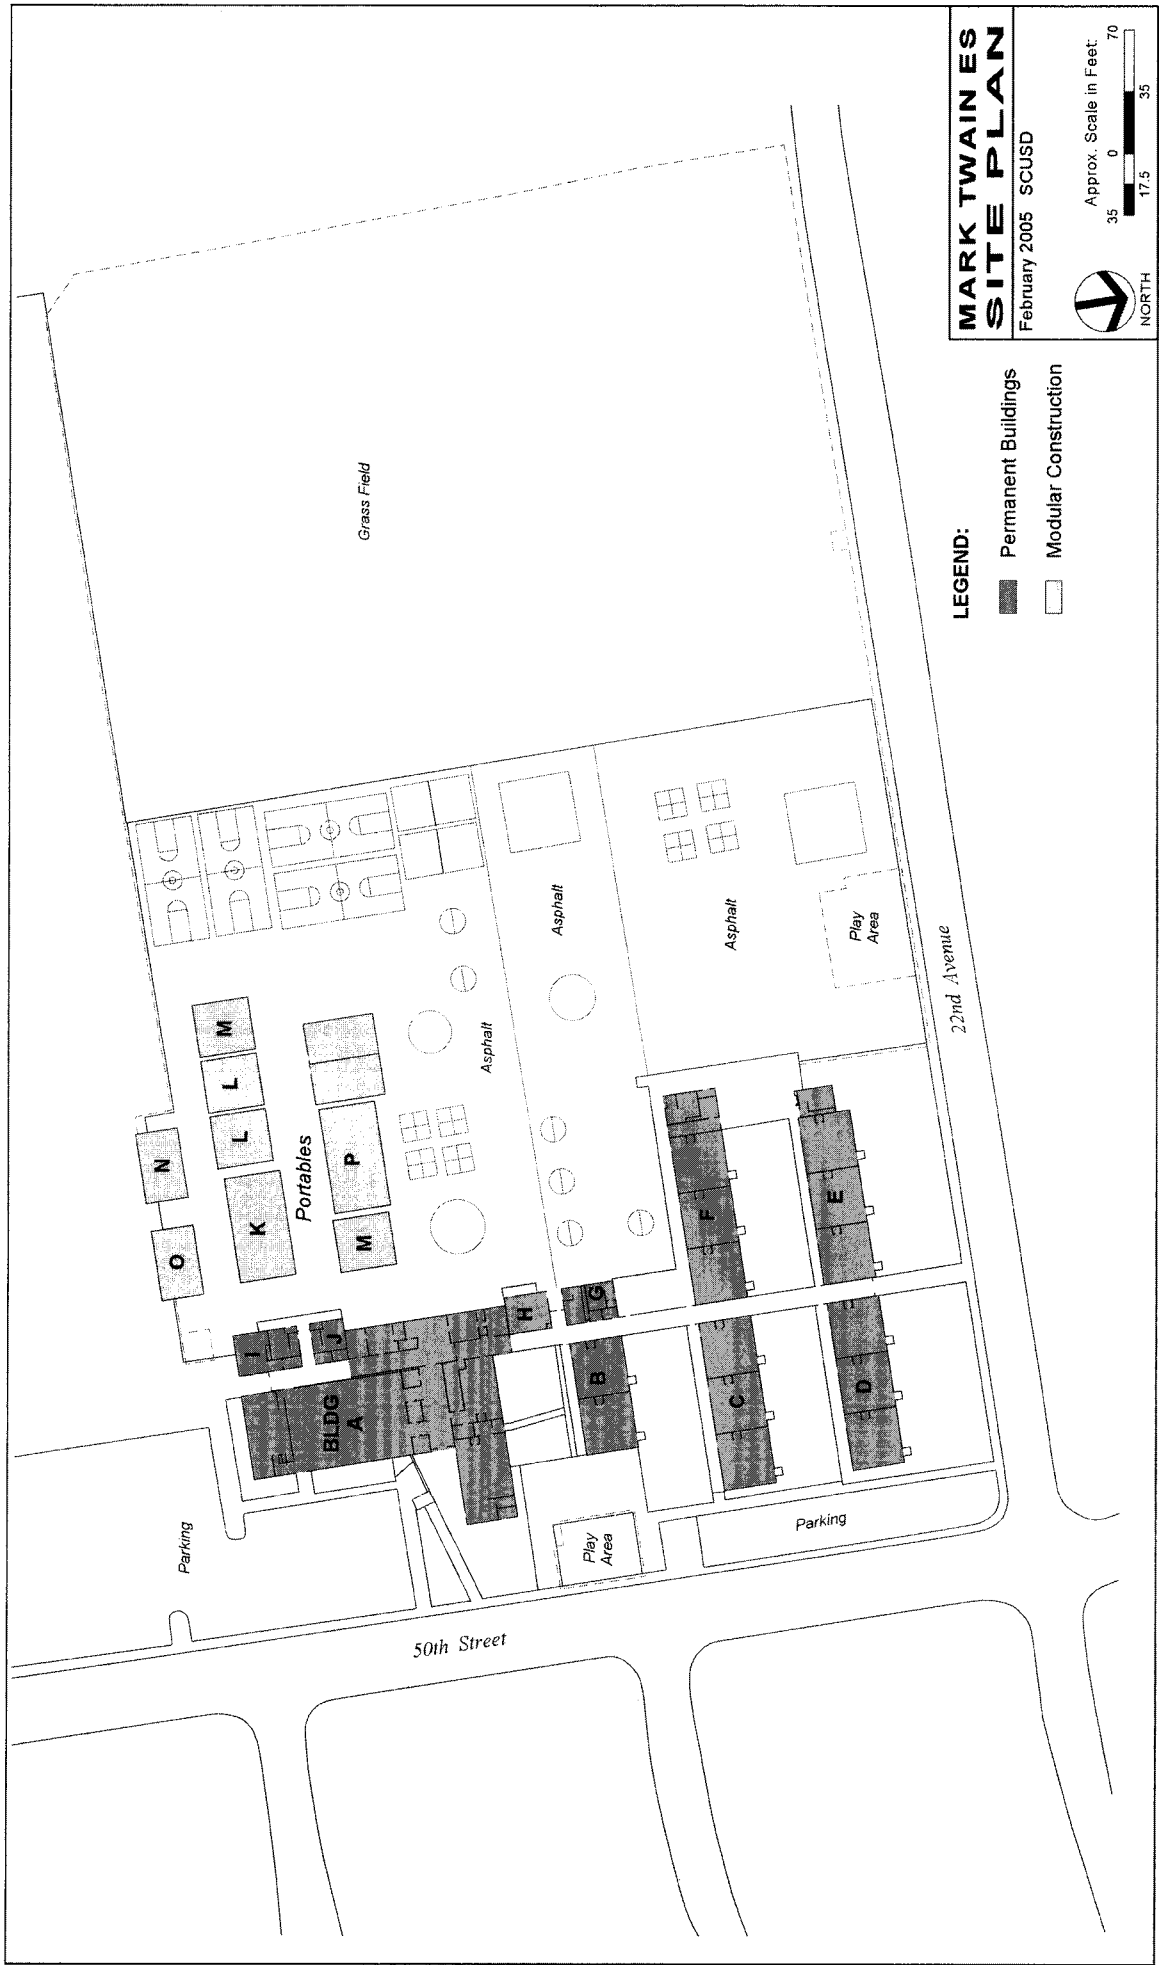 MARK TWAIN ES
SITE PLAN
February 2005 SCUSD
Approx. Scale in Feet:
35 0 70
17.5 35
NORTH
LEGEND:
Permanent Buildings
Modular Construction
Grass Field
Asphalt
Asphalt
Asphalt
Play
Area
22nd Avenue
N
O
M
L
L
K
Portables
P
M
I
J
BLDG
A
H
G
B
F
C
E
D
Parking
Play
Area
Parking
50th Street